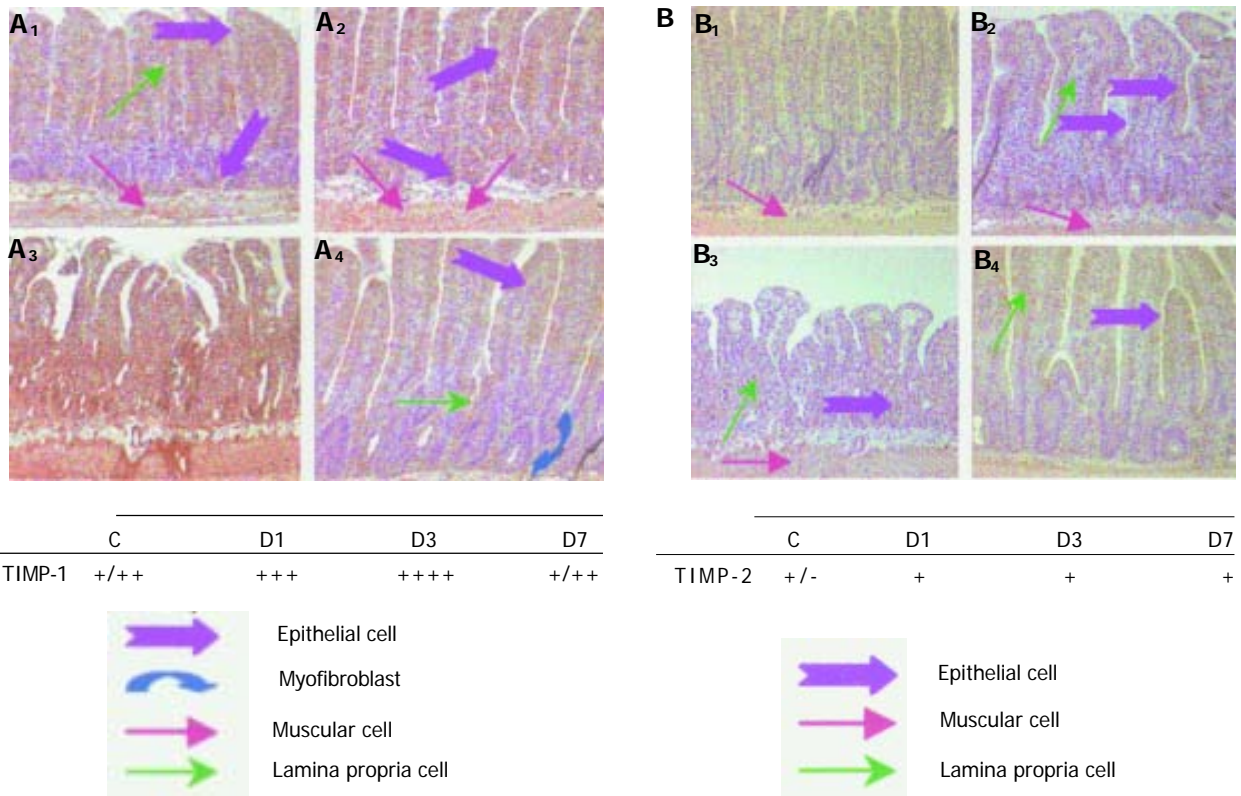 A1
A2
A3
A4
C D1 D3 D7
TIMP-1 +/++ +++ ++++ +/++
Epithelial cell
Myofibroblast
Muscular cell
Lamina propria cell
B
B1
B2
B3
B4
C D1 D3 D7
TIMP-2 +/- + + +
Epithelial cell
Muscular cell
Lamina propria cell